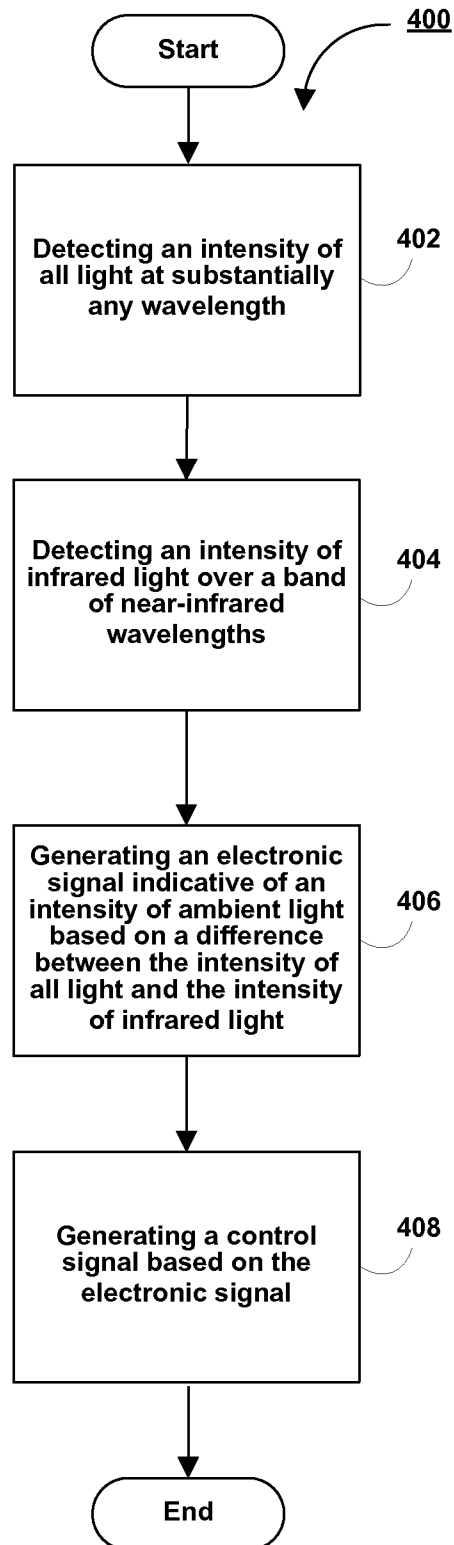 400
Start
Detecting an intensity of
all light at substantially
any wavelength
402
Detecting an intensity of
infrared light over a band
of near-infrared
wavelengths
404
Generating an electronic
signal indicative of an
intensity of ambient light
based on a difference
between the intensity of
all light and the intensity
of infrared light
406
Generating a control
signal based on the
electronic signal
408
End